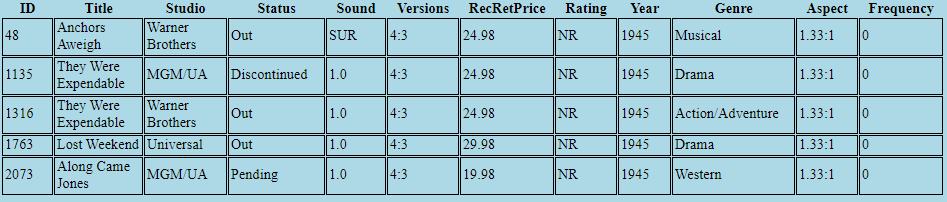 ID Title Studio Status Sound Versions RecRetPrice Rating Year Genre Aspect Frequency
48 Anchors Aweigh Warner Brothers Out SUR 4:3 24.98 NR 1945 Musical 1.33:1 0
1135 They Were Expendable MGM/UA Discontinued 1.0 4:3 24.98 NR 1945 Drama 1.33:1 0
1316 They Were Expendable Warner Brothers Out 1.0 4:3 24.98 NR 1945 Action/Adventure 1.33:1 0
1763 Lost Weekend Universal Out 1.0 4:3 29.98 NR 1945 Drama 1.33:1 0
2073 Along Came Jones MGM/UA Pending 1.0 4:3 19.98 NR 1945 Western 1.33:1 0